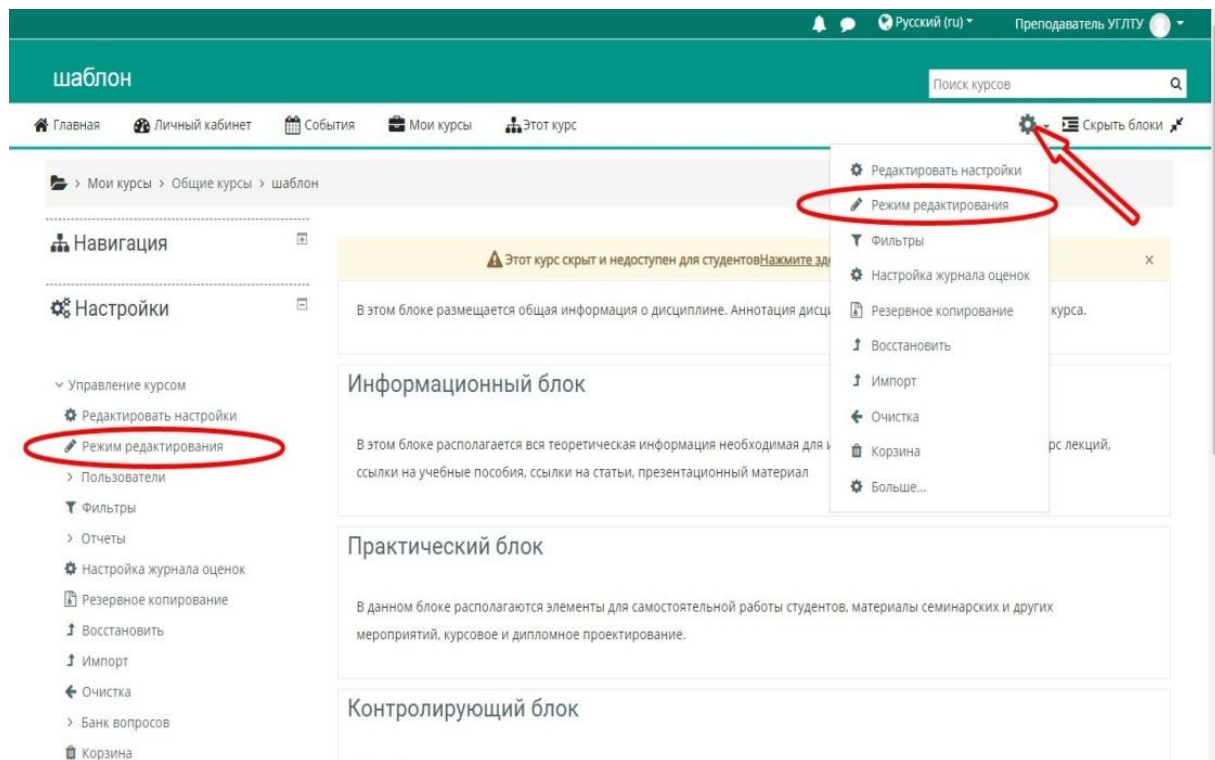 Русский (ru)
Преподаватель УГЛТУ
шаблон
Поиск курсов
Главная
Личный кабинет
События
Мои курсы
Этот курс
Скрыть блоки
> Мои курсы > Общие курсы > шаблон
Навигация
Настройки
Управление курсом
Редактировать настройки
Режим редактирования
Пользователи
Фильтры
Отчеты
Настройка журнала оценок
Резервное копирование
Восстановить
Импорт
Очистка
Банк вопросов
Корзина
Этот курс скрыт и недоступен для студентовНажмите
В этом блоке размещается общая информация о дисциплине. Аннотация курса.
Информационный блок
В этом блоке располагается вся теоретическая информация необходимая для лекций,
ссылки на учебные пособия, ссылки на статьи, презентационный материал
Практический блок
В данном блоке располагаются элементы для самостоятельной работы студентов, материалы семинарских и других
мероприятий, курсовое и дипломное проектирование.
Контролирующий блок
Редактировать настройки
Режим редактирования
Фильтры
Настройка журнала оценок
Резервное копирование
Восстановить
Импорт
Очистка
Корзина
Больше...